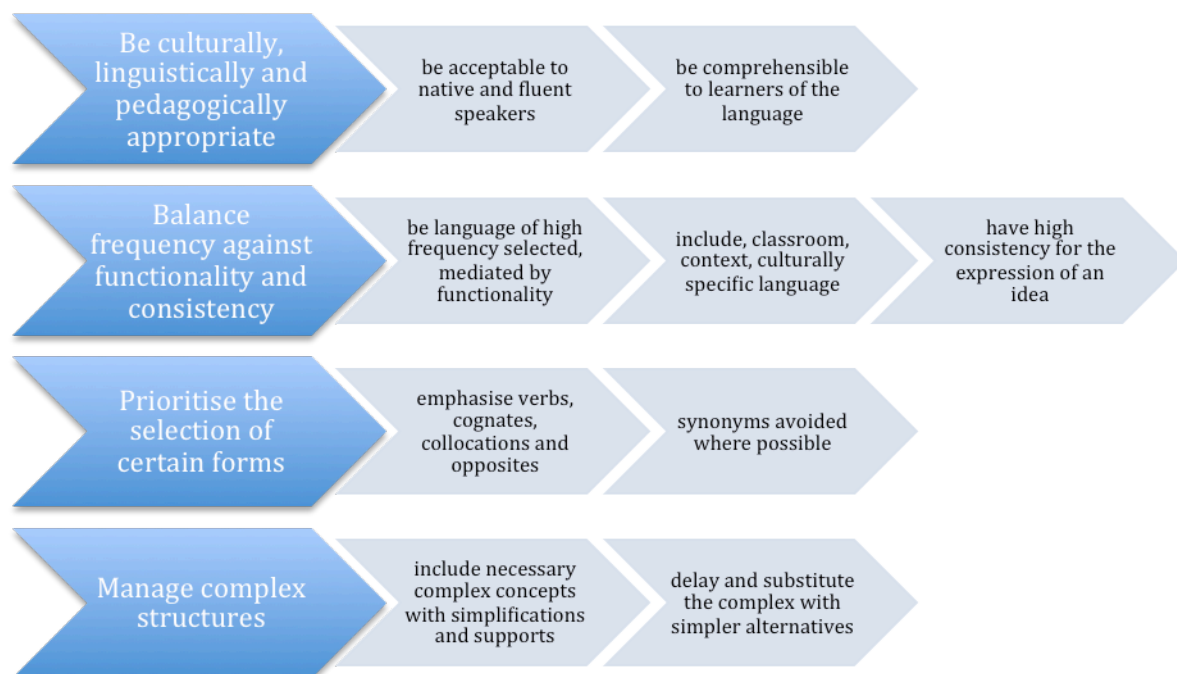 Be culturally,
linguistically and
pedagogically
appropriate
be acceptable to
native and fluent
speakers
be comprehensible
to learners of the
language
Balance
frequency against
functionality and
consistency
be language of high
frequency selected,
mediated by
functionality
include, classroom,
context, culturally
specific language
have high
consistency for the
expression of an
idea
Prioritise the
selection of
certain forms
emphasise verbs,
cognates,
collocations and
opposites
synonyms avoided
where possible
Manage complex
structures
include necessary
complex concepts
with simplifications
and supports
delay and substitute
the complex with
simpler alternatives